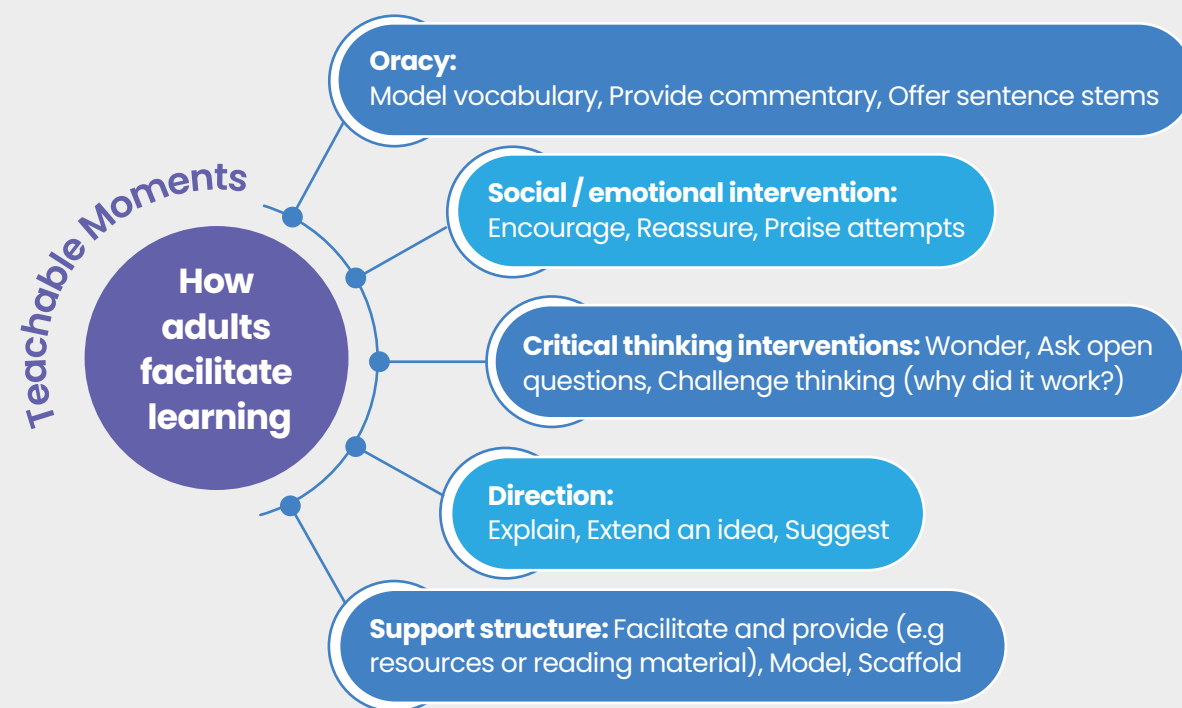 Teachable Moments
How
adults
facilitate
learning
Oracy:
Model vocabulary, Provide commentary, Offer sentence stems
Social / emotional intervention:
Encourage, Reassure, Praise attempts
Critical thinking interventions: Wonder, Ask open
questions, Challenge thinking (why did it work?)
Direction:
Explain, Extend an idea, Suggest
Support structure: Facilitate and provide (e.g
resources or reading material), Model, Scaffold